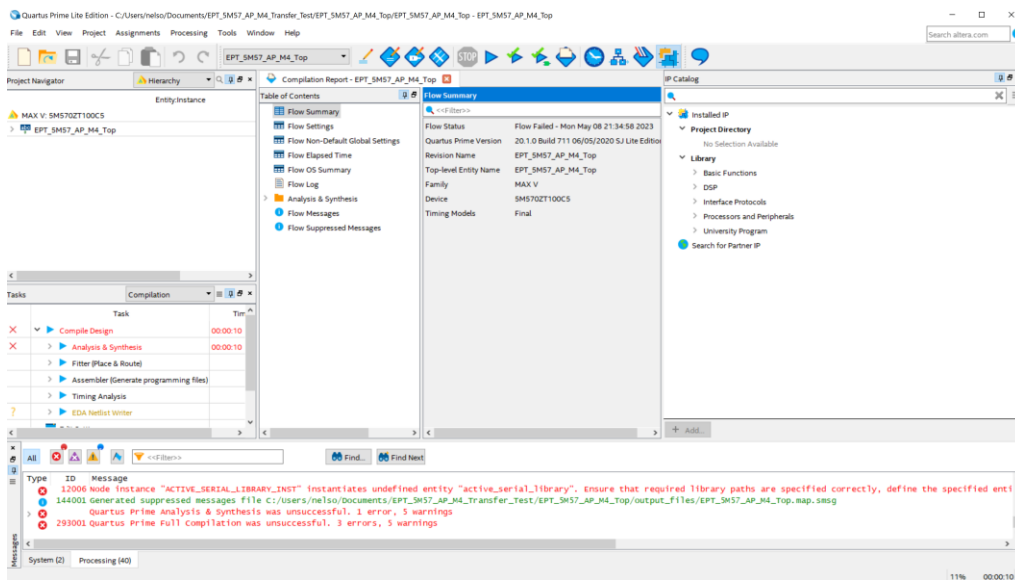 Quartus Prime Lite Edition - C:/Users/nelso/Documents/EPT_5M57_AP_M4_Transfer_Test/EPT_5M57_AP_M4_Top/EPT_5M57_AP_M4_Top - EPT_5M57_AP_M4_Top
File Edit View Project Assignments Processing Tools Window Help
Search altera.com
EPT_5M57_AP_M4_Top
STOP
Project Navigator
Hierarchy
Entity:Instance
MAX V: 5M570ZT100C5
EPT_5M57_AP_M4_Top
Tasks
Compilation
Task
Tim
Compile Design 00:00:10
Analysis & Synthesis 00:00:10
Fitter (Place & Route)
Assembler (Generate programming files)
Timing Analysis
EDA Netlist Writer
Compilation Report - EPT_5M57_AP_M4_Top
Table of Contents
Flow Summary
Flow Settings
Flow Non-Default Global Settings
Flow Elapsed Time
Flow OS Summary
Flow Log
Analysis & Synthesis
Flow Messages
Flow Suppressed Messages
Flow Summary
<<Filter>>
Flow Status Flow Failed - Mon May 08 21:34:58 2023
Quartus Prime Version 20.1.0 Build 711 06/05/2020 SJ Lite Edition
Revision Name EPT_5M57_AP_M4_Top
Top-level Entity Name EPT_5M57_AP_M4_Top
Family MAX V
Device 5M570ZT100C5
Timing Models Final
IP Catalog
Installed IP
Project Directory
No Selection Available
Library
Basic Functions
DSP
Interface Protocols
Processors and Peripherals
University Program
Search for Partner IP
+ Add...
All
<<Filter>>
Find...
Find Next
Type ID Message
12006 Node instance "ACTIVE_SERIAL_LIBRARY_INST" instantiates undefined entity "active_serial_library". Ensure that required library paths are specified correctly, define the specified enti
144001 Generated suppressed messages file C:/Users/nelso/Documents/EPT_5M57_AP_M4_Transfer_Test/EPT_5M57_AP_M4_Top/output_files/EPT_5M57_AP_M4_Top.map.smsg
Quartus Prime Analysis & Synthesis was unsuccessful. 1 error, 5 warnings
293001 Quartus Prime Full Compilation was unsuccessful. 3 errors, 5 warnings
Messages
System (2)
Processing (40)
11% 00:00:10